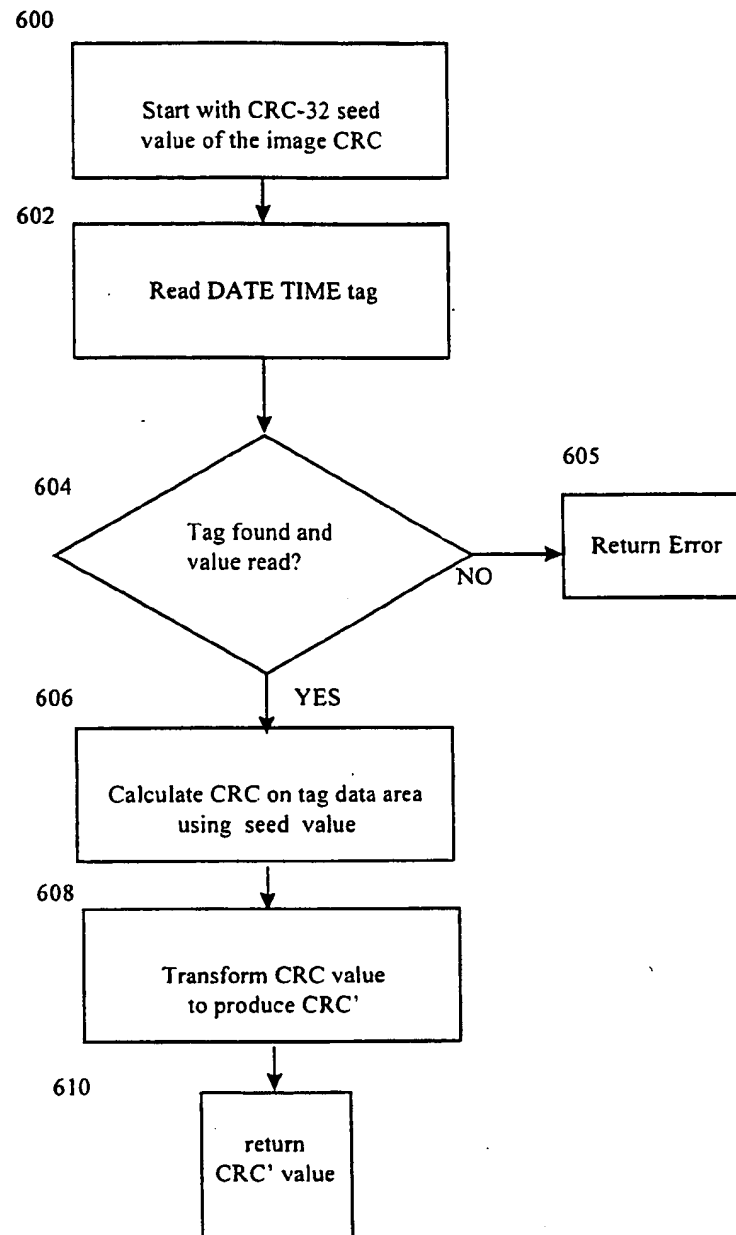 600
Start with CRC-32 seed
value of the image CRC
602
Read DATE TIME tag
604
Tag found and
value read?
605
Return Error
NO
YES
606
Calculate CRC on tag data area
using seed value
608
Transform CRC value
to produce CRC'
610
return
CRC' value